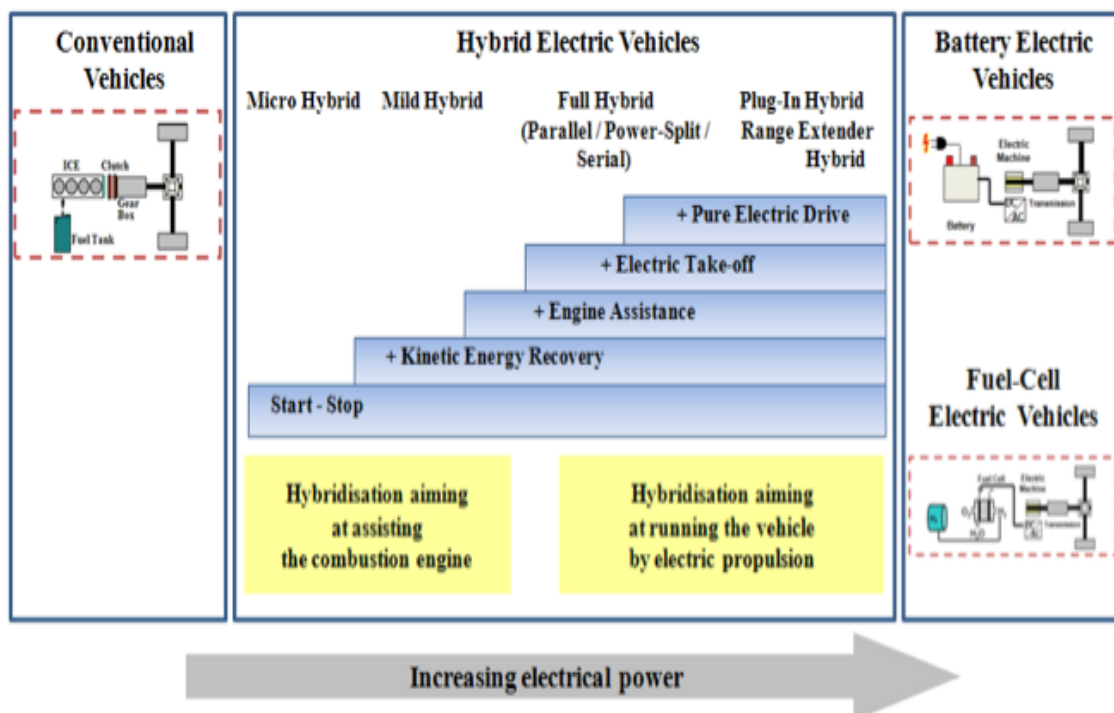 Conventional
Vehicles
ICE
Clutch
Gear
Box
Fuel Tank
Hybrid Electric Vehicles
Micro Hybrid
Mild Hybrid
Full Hybrid
(Parallel / Power-Split /
Serial)
Plug-In Hybrid
Range Extender
Hybrid
+ Pure Electric Drive
+ Electric Take-off
+ Engine Assistance
+ Kinetic Energy Recovery
Start - Stop
Hybridisation aiming
at assisting
the combustion engine
Hybridisation aiming
at running the vehicle
by electric propulsion
Battery Electric
Vehicles
Electric
Machine
Transmission
DC
AC
Battery
Fuel-Cell
Electric Vehicles
Fuel Cell
Electric
Machine
H₂O
Transmission
Increasing electrical power